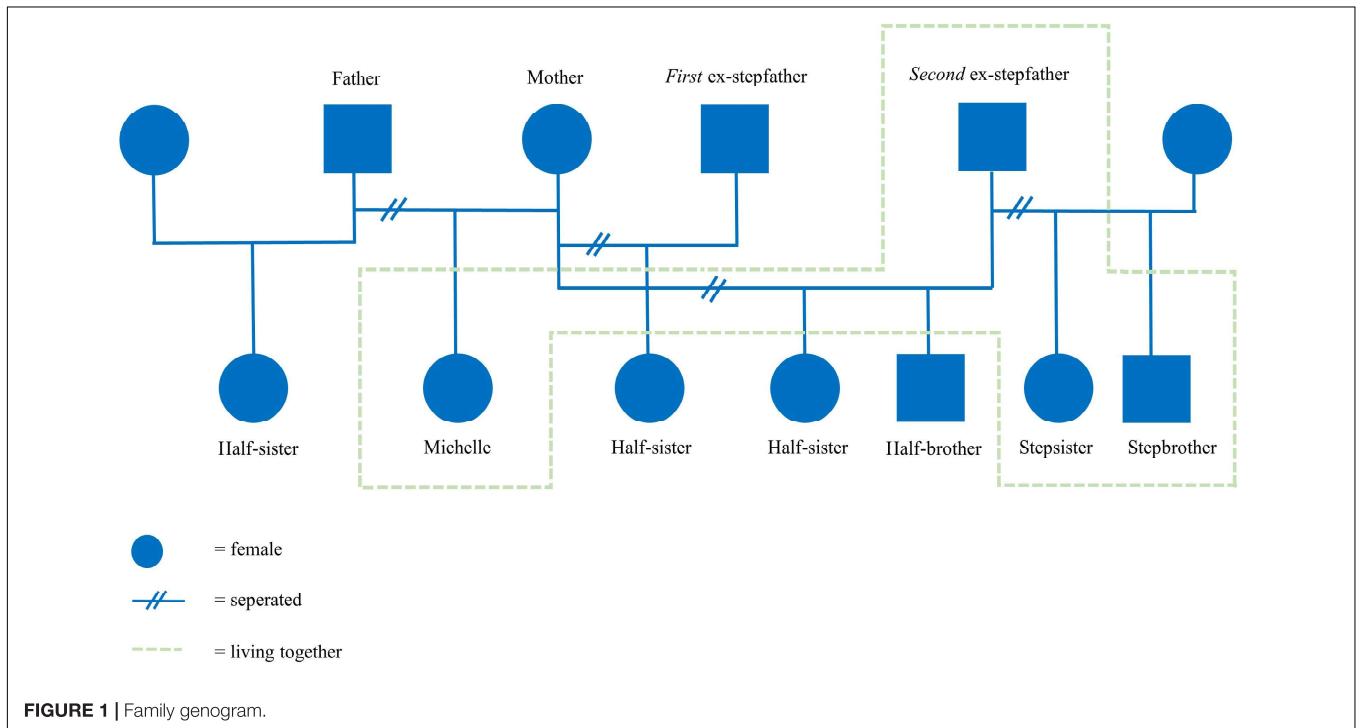 Father
Mother
First ex-stepfather
Second ex-stepfather
Half-sister
Michelle
Half-sister
Half-sister
Half-brother
Stepsister
Stepbrother
= female
= seperated
= living together
FIGURE 1 | Family genogram.